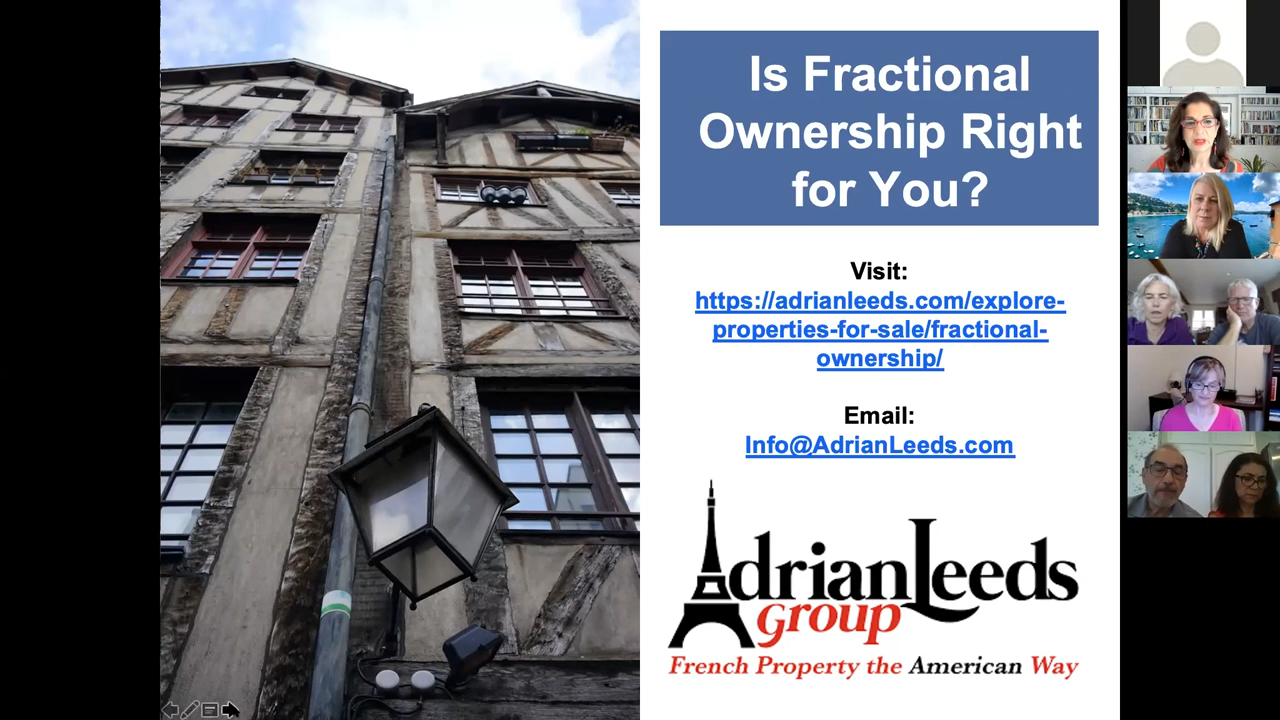 Is Fractional
Ownership Right
for You?
Visit:
https://adrianleeds.com/explore-
properties-for-sale/fractional-
ownership/
Email:
Info@AdrianLeeds.com
AdrianLeeds
group
French Property the American Way